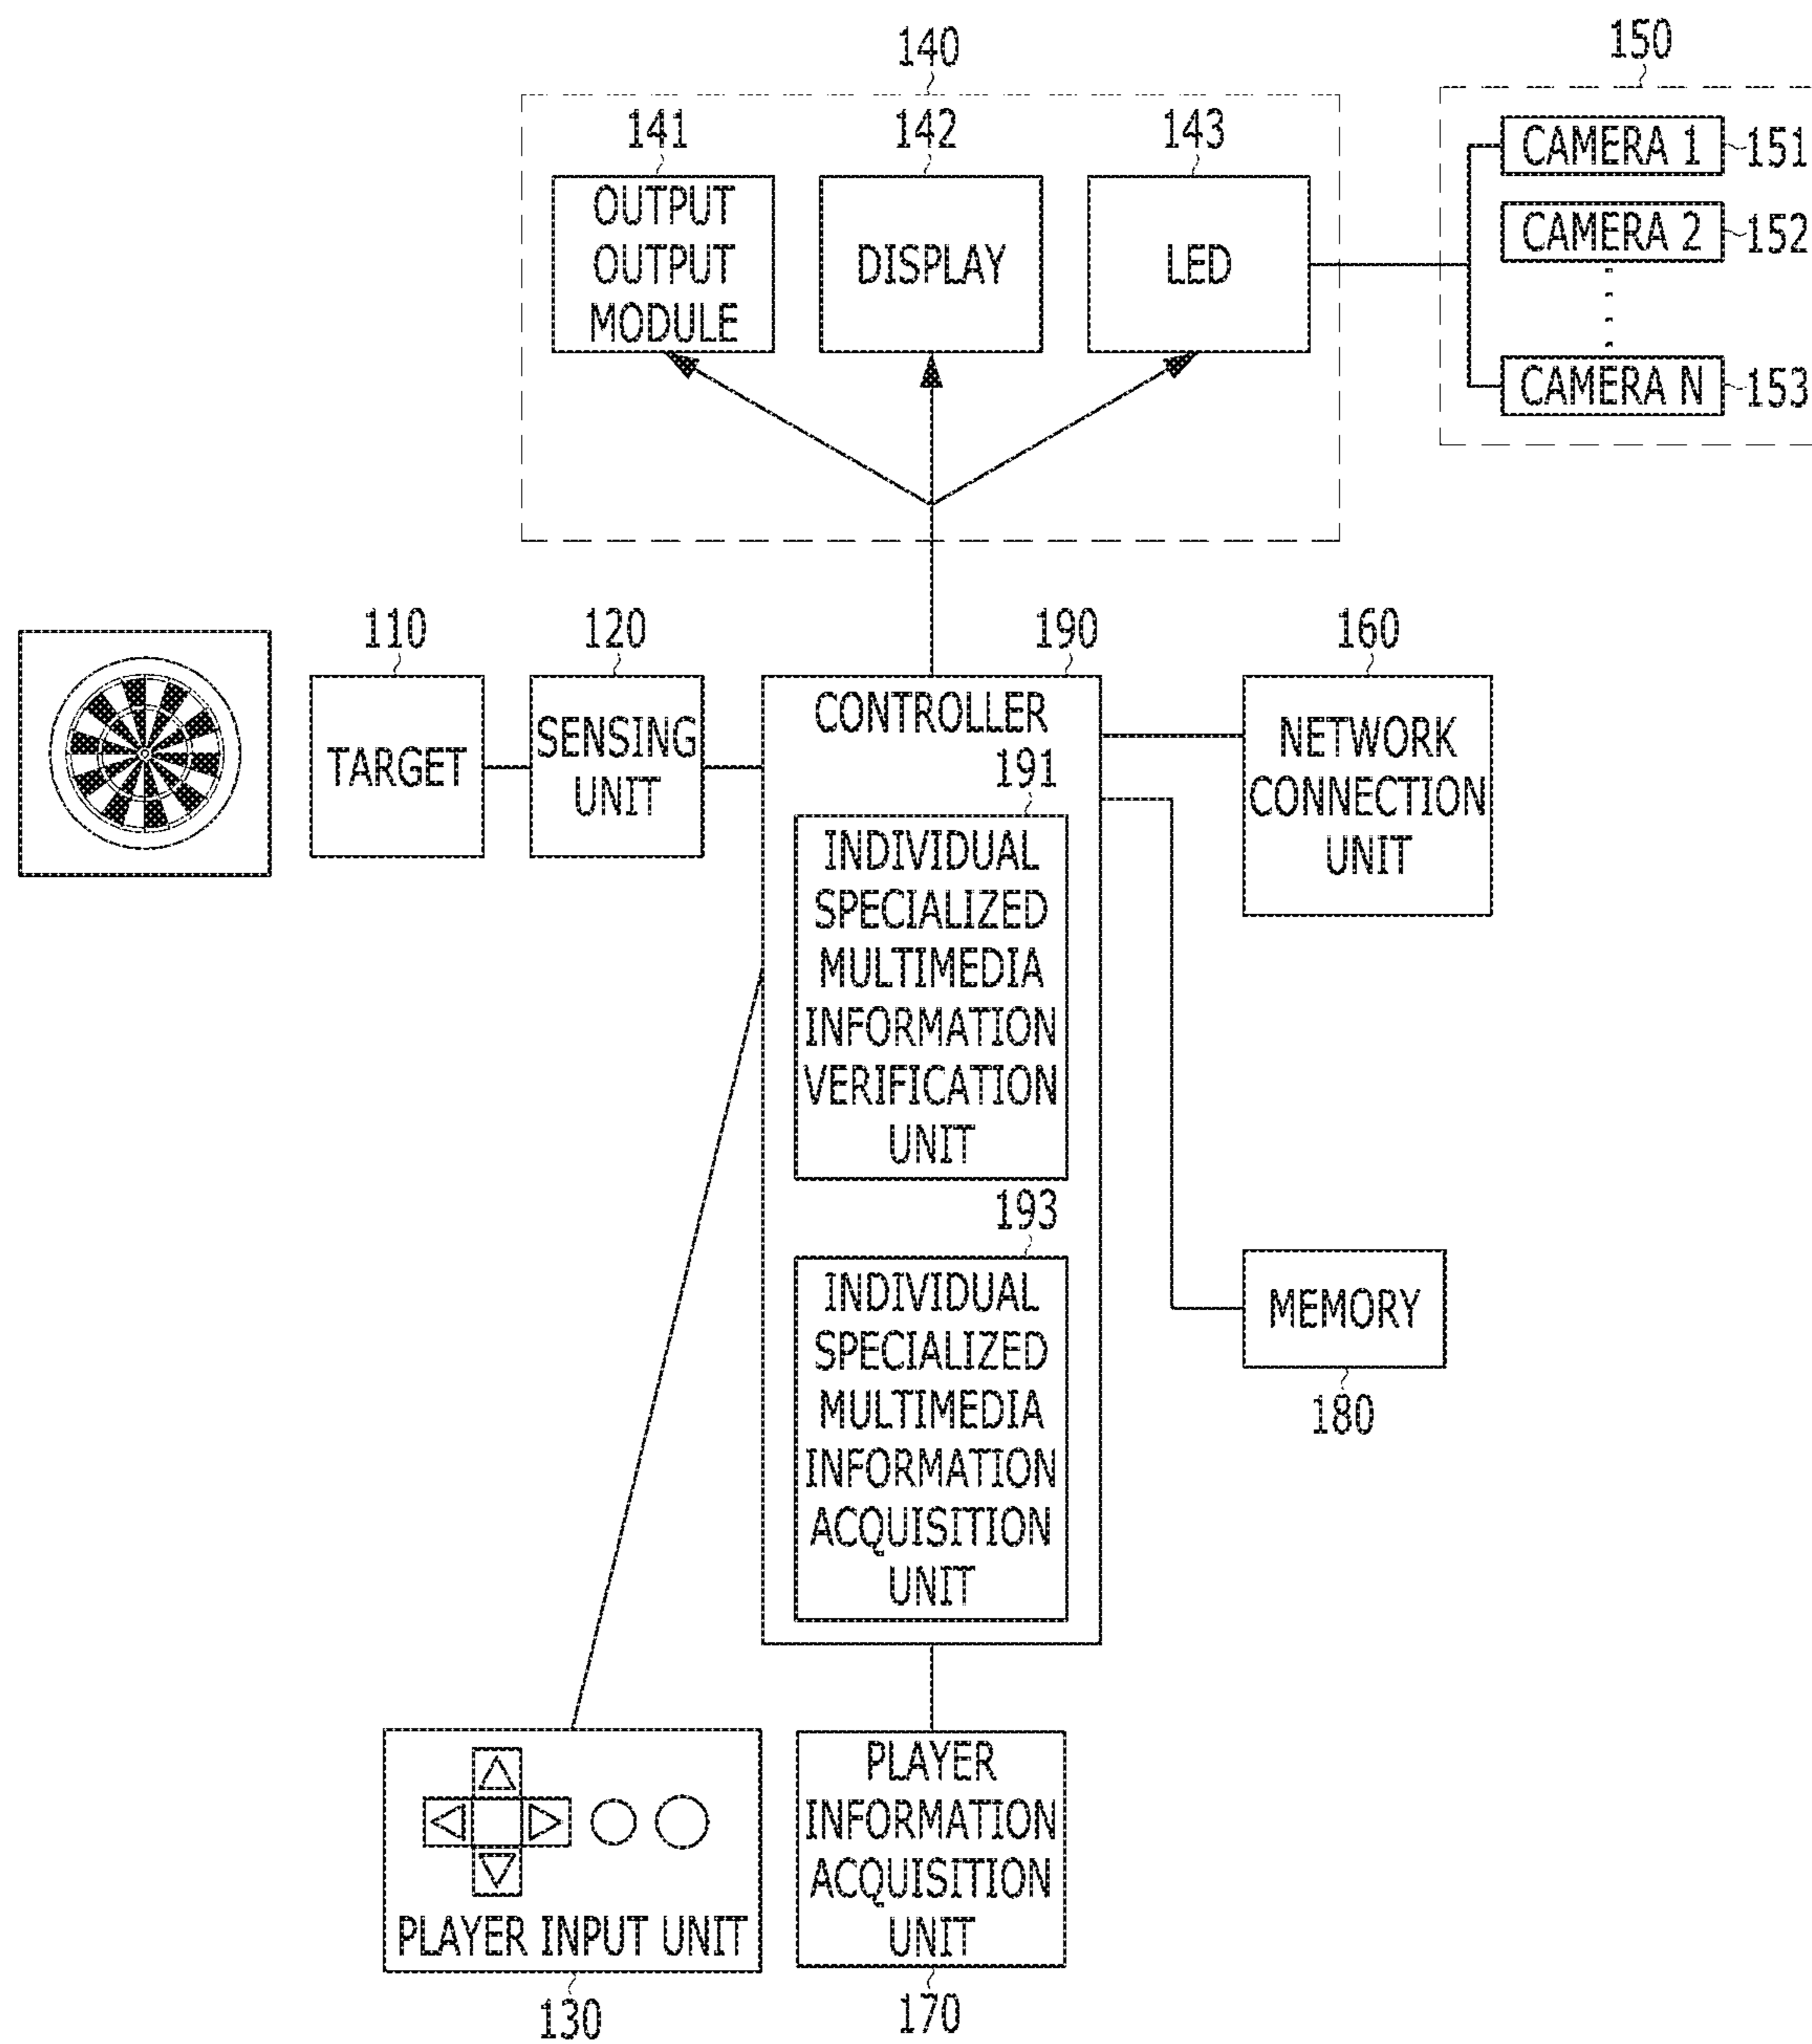 140
150
141
142
143
OUTPUT
OUTPUT
MODULE
DISPLAY
LED
CAMERA 1
151
CAMERA 2
152
CAMERA N
153
110
120
190
160
TARGET
SENSING
UNIT
CONTROLLER
NETWORK
CONNECTION
UNIT
191
INDIVIDUAL
SPECIALIZED
MULTIMEDIA
INFORMATION
VERIFICATION
UNIT
193
INDIVIDUAL
SPECIALIZED
MULTIMEDIA
INFORMATION
ACQUISITION
UNIT
MEMORY
180
PLAYER INPUT UNIT
130
PLAYER
INFORMATION
ACQUISITION
UNIT
170